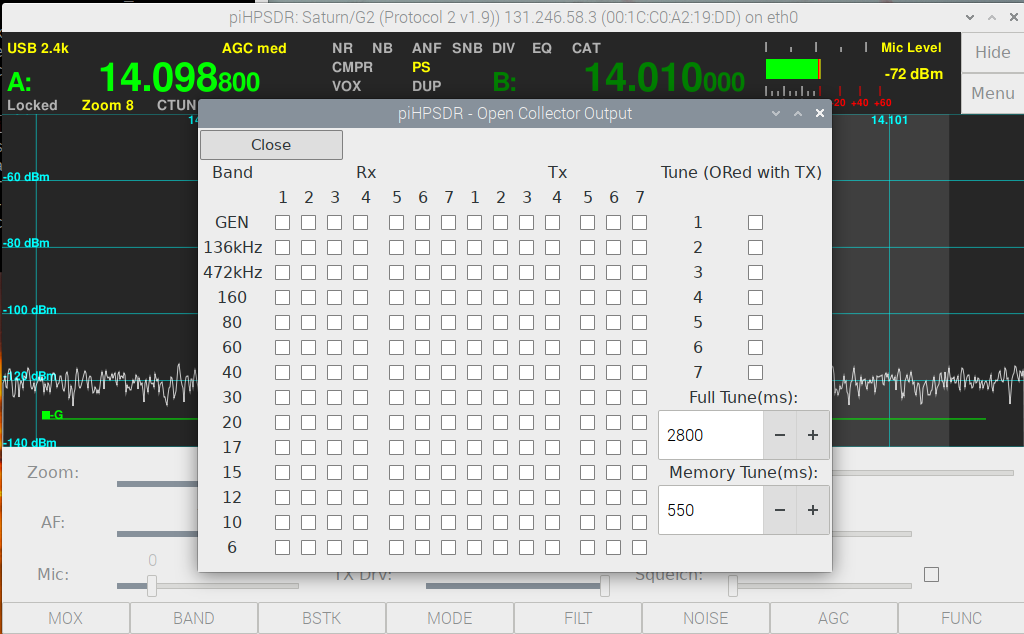 piHPSDR: Saturn/G2 (Protocol 2 v1.9)) 131.246.58.3 (00:1C:C0:A2:19:DD) on eth0
USB 2.4k AGC med NR NB ANF SNB DIV EQ CAT Mic Level Hide
CMPR PS
A: 14.098800 B: 14.010000 -72 dBm
VOX DUP Menu
Locked Zoom 8 CTUN 20 +40 +60
14.101
piHPSDR - Open Collector Output
Close
Band Rx Tx Tune (ORed with TX)
1 2 3 4 5 6 7 1 2 3 4 5 6 7
GEN 1
136kHz 2
472kHz 3
160 4
80 5
60 6
40 7
30 Full Tune(ms):
20 2800 − +
17
15 Memory Tune(ms):
12 550 − +
10
6
-60 dBm
-80 dBm
-100 dBm
-120 dBm
-G
-140 dBm
Zoom:
AF:
0
Mic: TX Drv: Squelch:
MOX BAND BSTK MODE FILT NOISE AGC FUNC